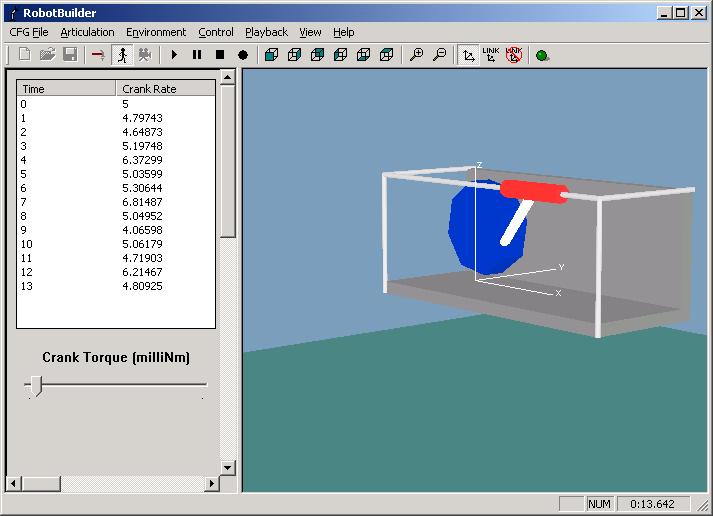 RobotBuilder
CFG File Articulation Environment Control Playback View Help
LINK LINK
Time Crank Rate
0 5
1 4.79743
2 4.64873
3 5.19748
4 6.37299
5 5.03599
6 5.30644
7 6.81487
8 5.04952
9 4.06598
10 5.06179
11 4.71903
12 6.21467
13 4.80925
Crank Torque (milliNm)
Z
Y
X
NUM 0:13.642